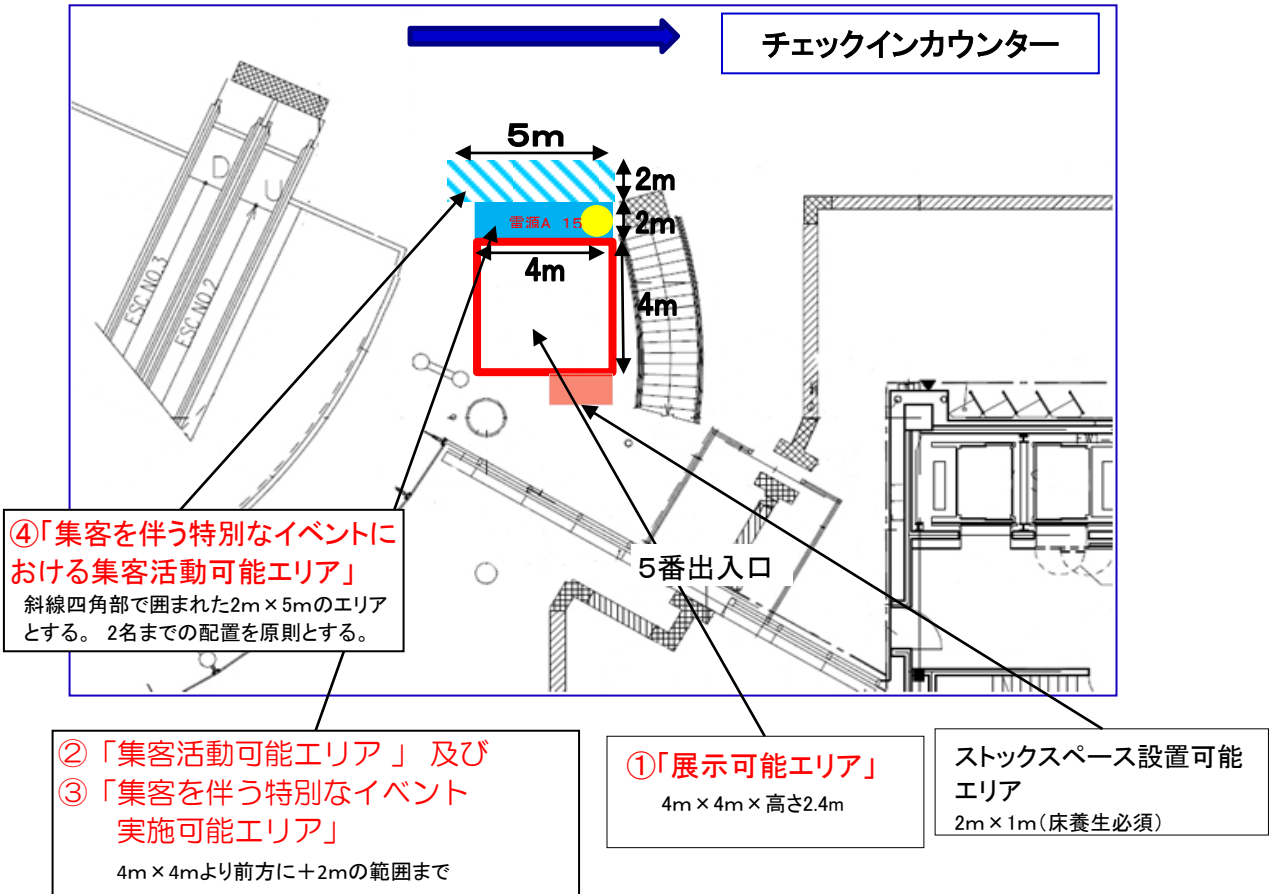 チェックインカウンター
5m
2m
D
U
電源A 15
2m
4m
4m
ESC NO.3
ESC NO.2
5番出入口
④「集客を伴う特別なイベントに
おける集客活動可能エリア」
斜線四角部で囲まれた2m×5mのエリア
とする。 2名までの配置を原則とする。
②「集客活動可能エリア」 及び
③「集客を伴う特別なイベント
実施可能エリア」
4m×4mより前方に+2mの範囲まで
①「展示可能エリア」
4m×4m×高さ2.4m
ストックスペース設置可能
エリア
2m×1m(床養生必須)